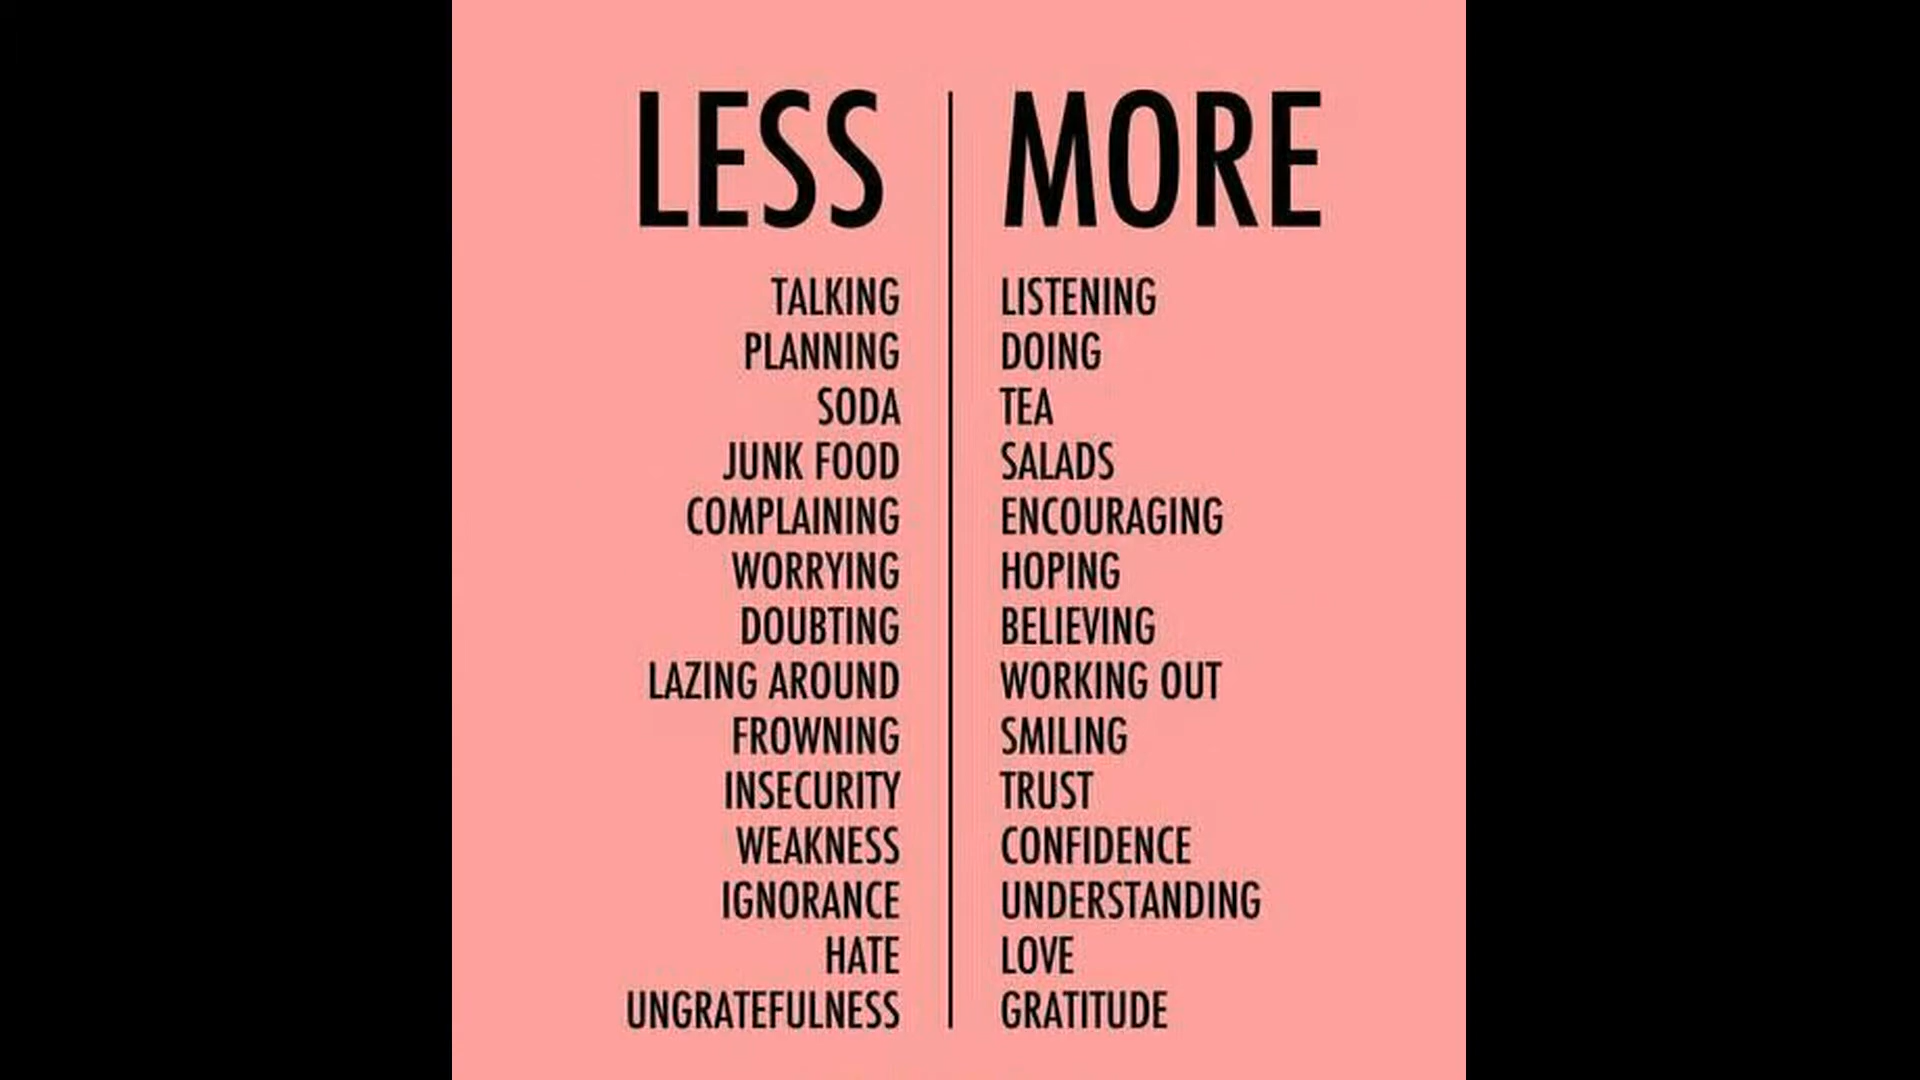 LESS MORE
TALKING LISTENING
PLANNING DOING
SODA TEA
JUNK FOOD SALADS
COMPLAINING ENCOURAGING
WORRYING HOPING
DOUBTING BELIEVING
LAZING AROUND WORKING OUT
FROWNING SMILING
INSECURITY TRUST
WEAKNESS CONFIDENCE
IGNORANCE UNDERSTANDING
HATE LOVE
UNGRATEFULNESS GRATITUDE